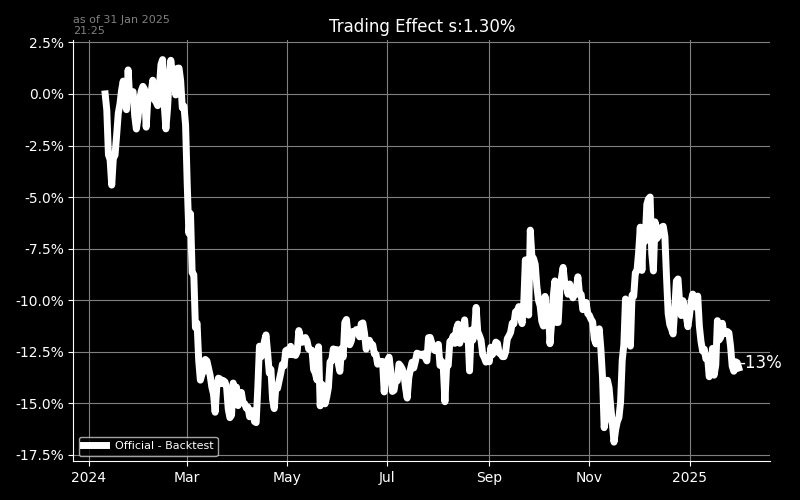 as of 31 Jan 2025
21:25
Trading Effect s:1.30%
2.5%
0.0%
-2.5%
-5.0%
-7.5%
-10.0%
-12.5%
-15.0%
-17.5%
-13%
Official - Backtest
2024 Mar May Jul Sep Nov 2025